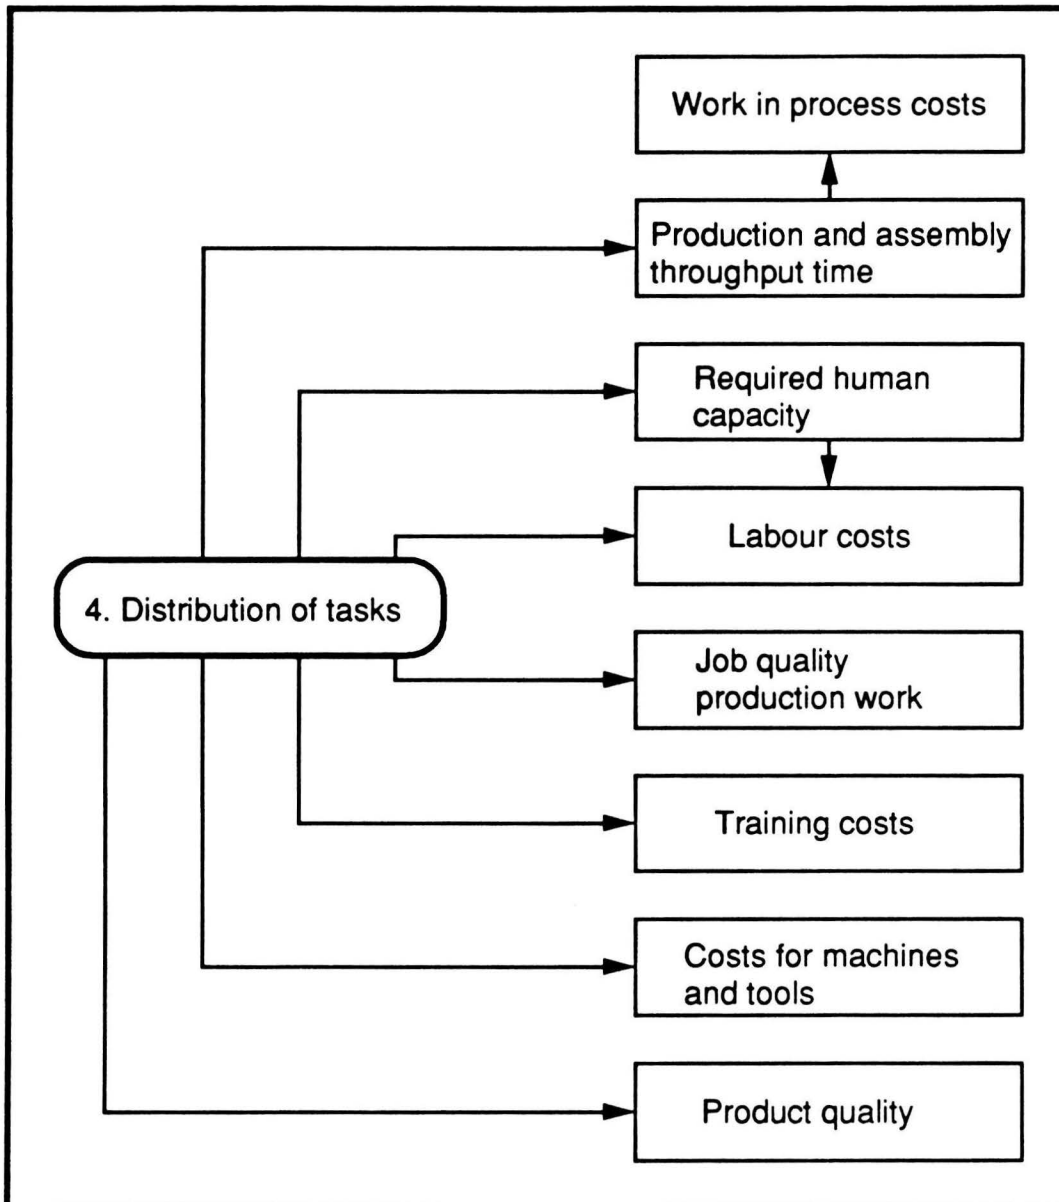 Work in process costs
Production and assembly
throughput time
Required human
capacity
Labour costs
4. Distribution of tasks
Job quality
production work
Training costs
Costs for machines
and tools
Product quality